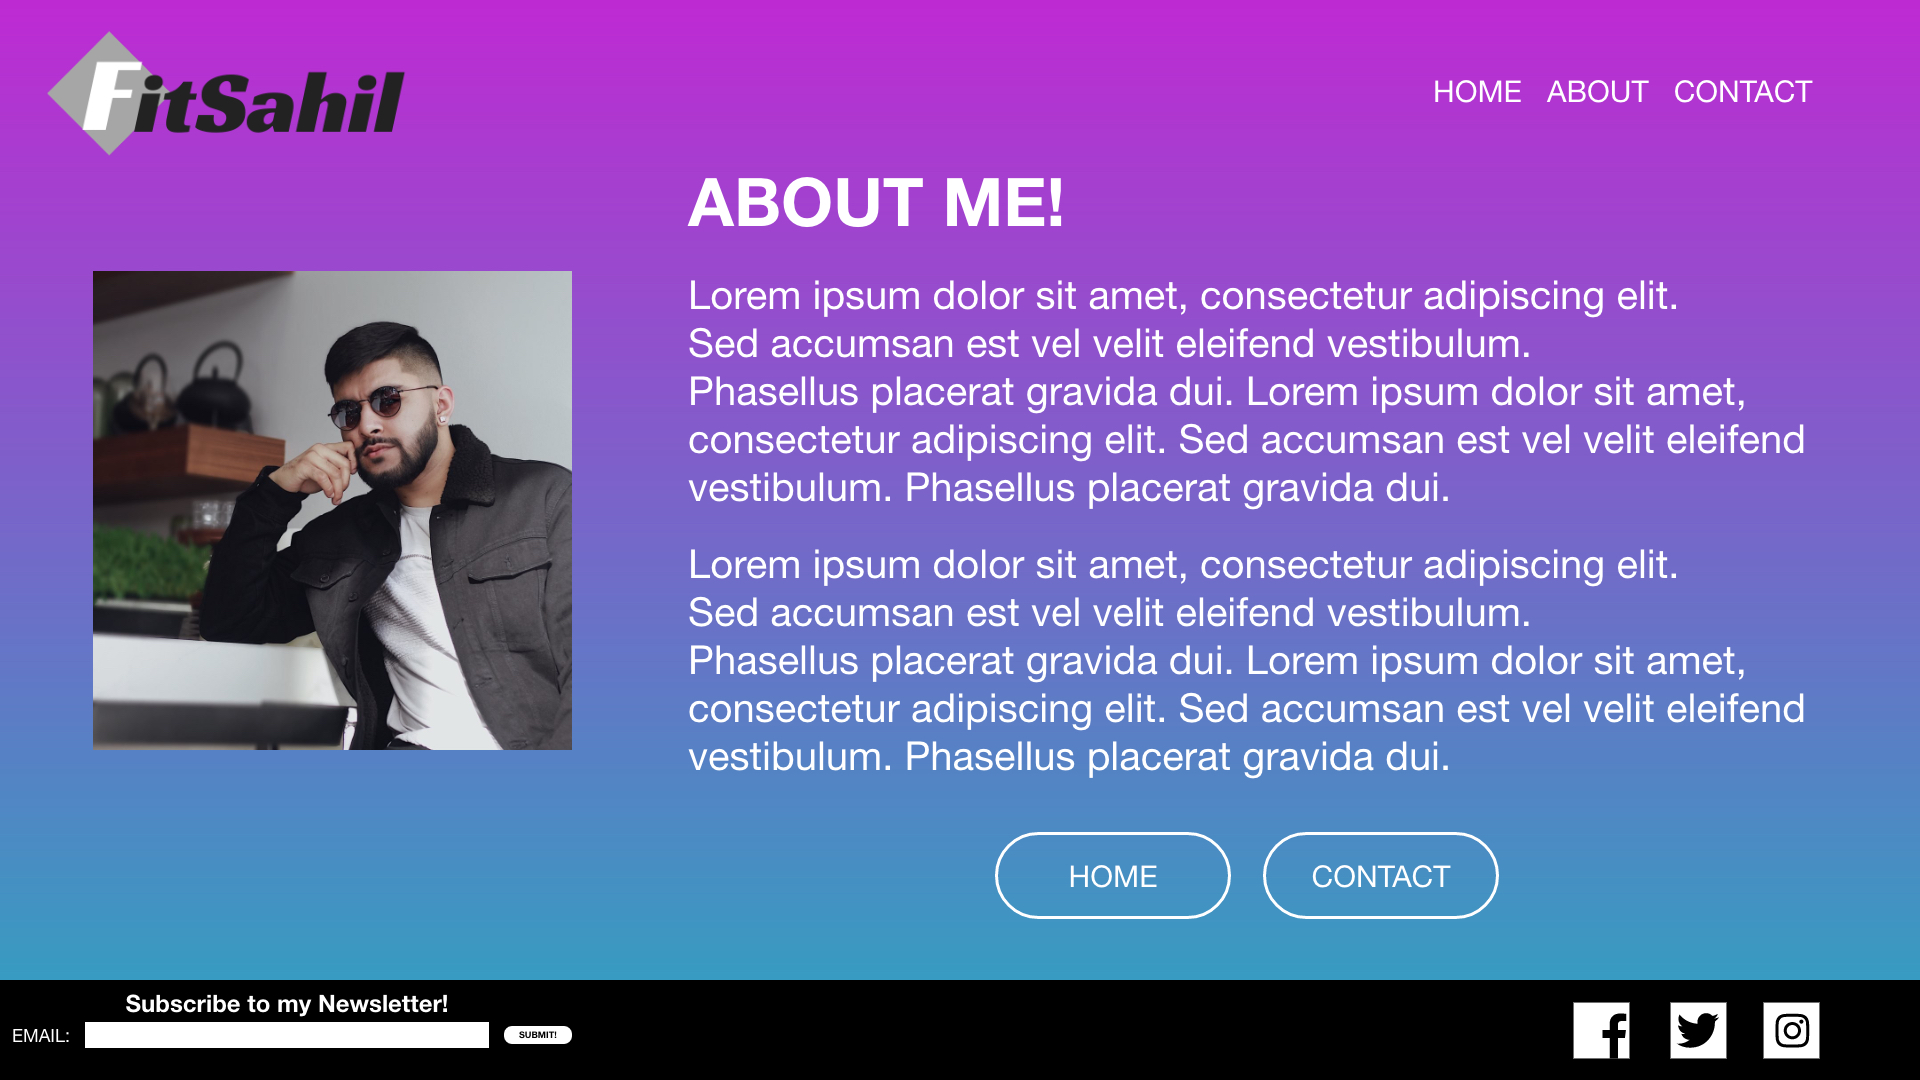 FitSahil
HOME ABOUT CONTACT
ABOUT ME!
Lorem ipsum dolor sit amet, consectetur adipiscing elit.
Sed accumsan est vel velit eleifend vestibulum.
Phasellus placerat gravida dui. Lorem ipsum dolor sit amet,
consectetur adipiscing elit. Sed accumsan est vel velit eleifend
vestibulum. Phasellus placerat gravida dui.
Lorem ipsum dolor sit amet, consectetur adipiscing elit.
Sed accumsan est vel velit eleifend vestibulum.
Phasellus placerat gravida dui. Lorem ipsum dolor sit amet,
consectetur adipiscing elit. Sed accumsan est vel velit eleifend
vestibulum. Phasellus placerat gravida dui.
HOME CONTACT
Subscribe to my Newsletter!
EMAIL: SUBMIT!